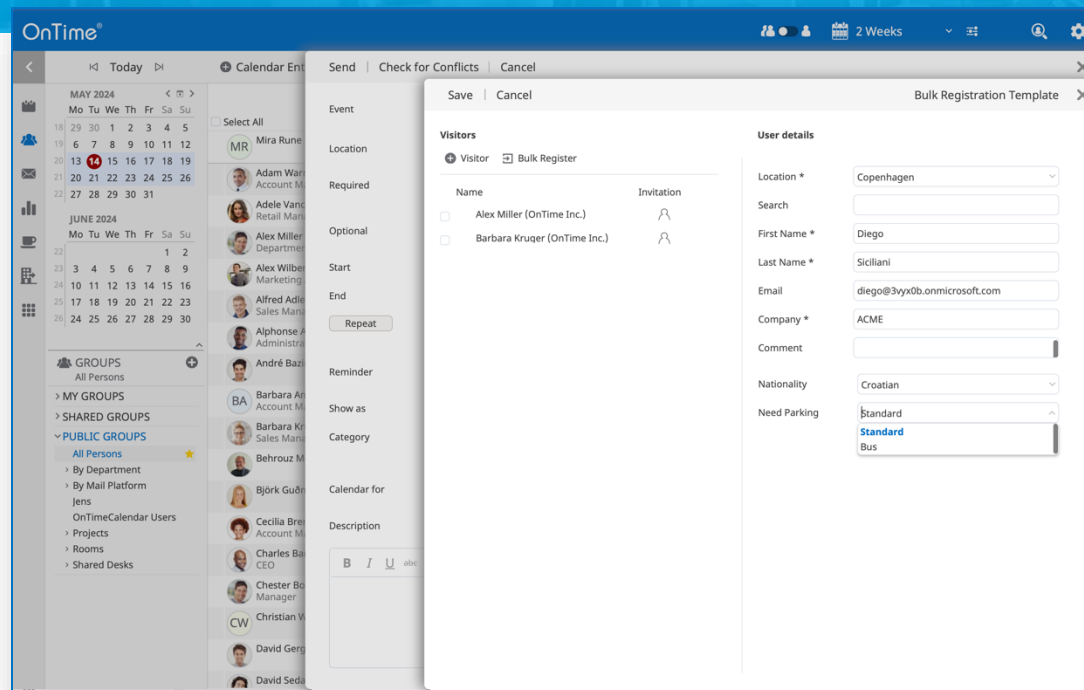 OnTime®
2 Weeks
Today
Calendar Ent
MAY 2024
Mo Tu We Th Fr Sa Su
18 29 30 1 2 3 4 5
19 6 7 8 9 10 11 12
20 13 14 15 16 17 18 19
21 20 21 22 23 24 25 26
22 27 28 29 30 31
JUNE 2024
Mo Tu We Th Fr Sa Su
22 1 2
23 3 4 5 6 7 8 9
24 10 11 12 13 14 15 16
25 17 18 19 20 21 22 23
26 24 25 26 27 28 29 30
GROUPS
All Persons
MY GROUPS
SHARED GROUPS
PUBLIC GROUPS
All Persons
By Department
By Mail Platform
Jens
OnTimeCalendar Users
Projects
Rooms
Shared Desks
Select All
MR Mira Rune
Adam War
Account M
Adele Vanc
Retail Man
Alex Miller
Departmer
Alex Wilber
Marketing
Alfred Adle
Sales Mana
Alphonse A
Administra
André Bazi
BA Barbara An
Account M
Barbara Kr
Sales Mana
Behrouz M
Björk Guðr
Cecilia Bre
Account M
Charles Ba
CEO
Chester Bo
Manager
CW Christian W
David Gerg
David Seda
Send | Check for Conflicts | Cancel
Event
Location
Required
Optional
Start
End
Repeat
Reminder
Show as
Category
Calendar for
Description
B I U abc
Save | Cancel
Bulk Registration Template
Visitors
Visitor Bulk Register
Name Invitation
Alex Miller (OnTime Inc.)
Barbara Kruger (OnTime Inc.)
User details
Location * Copenhagen
Search
First Name * Diego
Last Name * Siciliani
Email diego@3vyx0b.onmicrosoft.com
Company * ACME
Comment
Nationality Croatian
Need Parking Standard
Standard
Bus